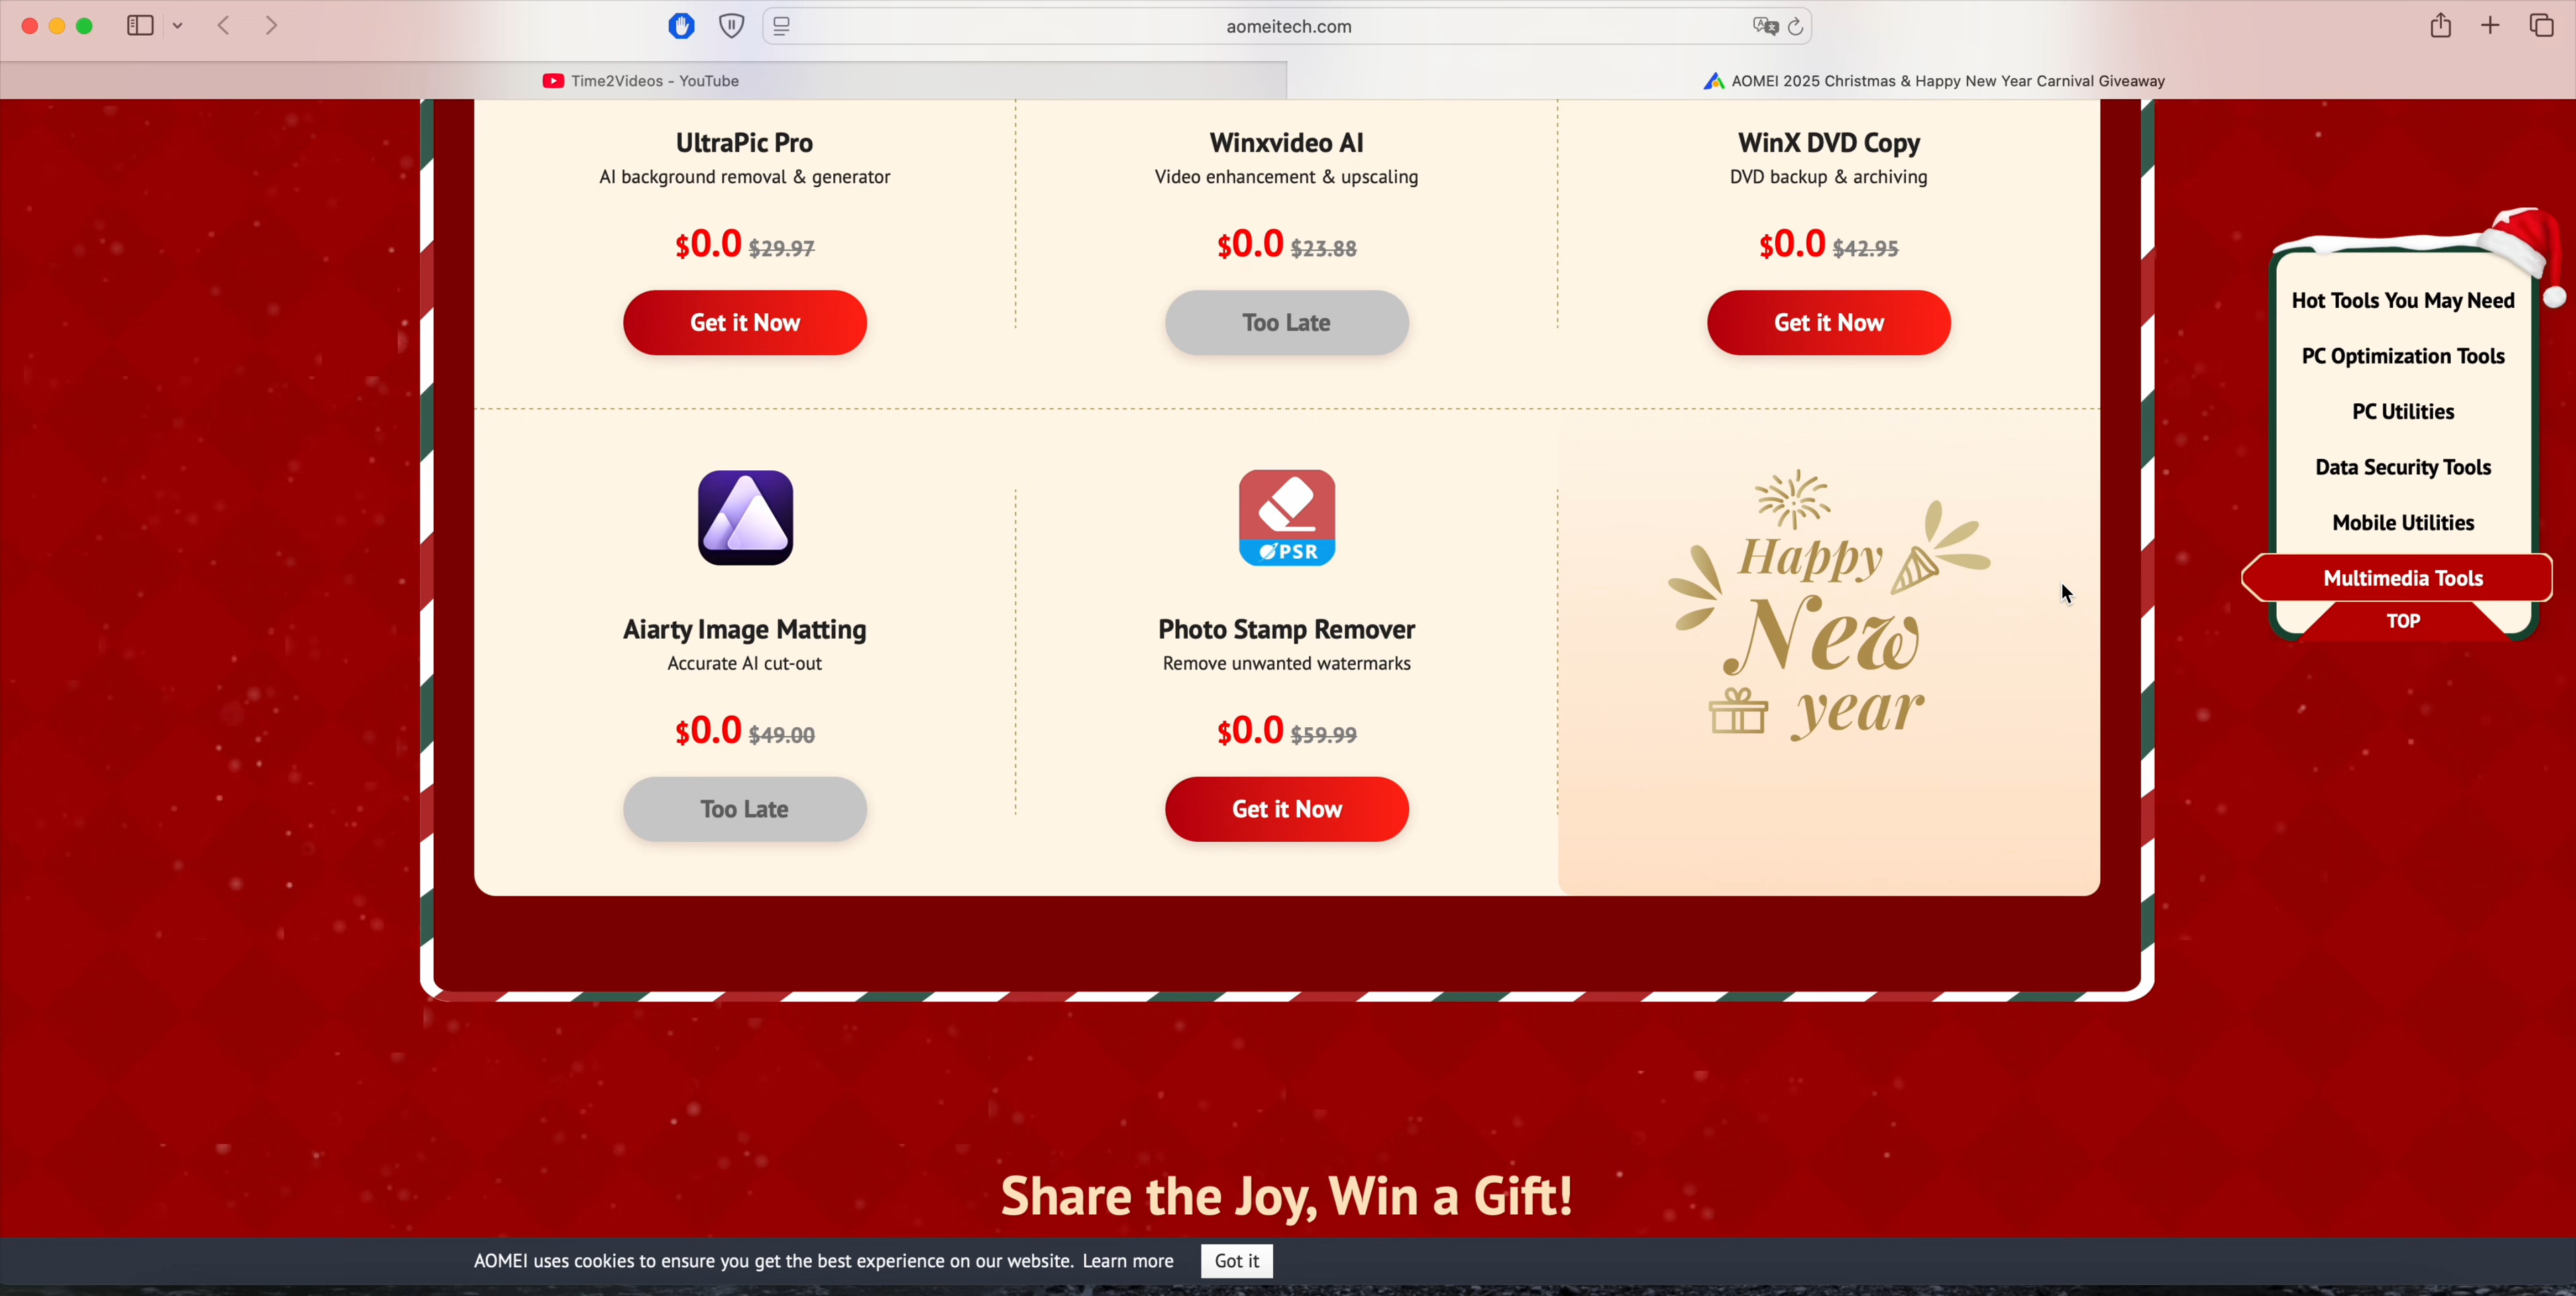 aomeitech.com
Time2Videos - YouTube
AOMEI 2025 Christmas & Happy New Year Carnival Giveaway
UltraPic Pro
AI background removal & generator
$0.0 $29.97
Get it Now
Winxvideo AI
Video enhancement & upscaling
$0.0 $23.88
Too Late
WinX DVD Copy
DVD backup & archiving
$0.0 $42.95
Get it Now
Aiarty Image Matting
Accurate AI cut-out
$0.0 $49.00
Too Late
PSR
Photo Stamp Remover
Remove unwanted watermarks
$0.0 $59.99
Get it Now
Happy
New
year
Hot Tools You May Need
PC Optimization Tools
PC Utilities
Data Security Tools
Mobile Utilities
Multimedia Tools
TOP
Share the Joy, Win a Gift!
AOMEI uses cookies to ensure you get the best experience on our website. Learn more
Got it